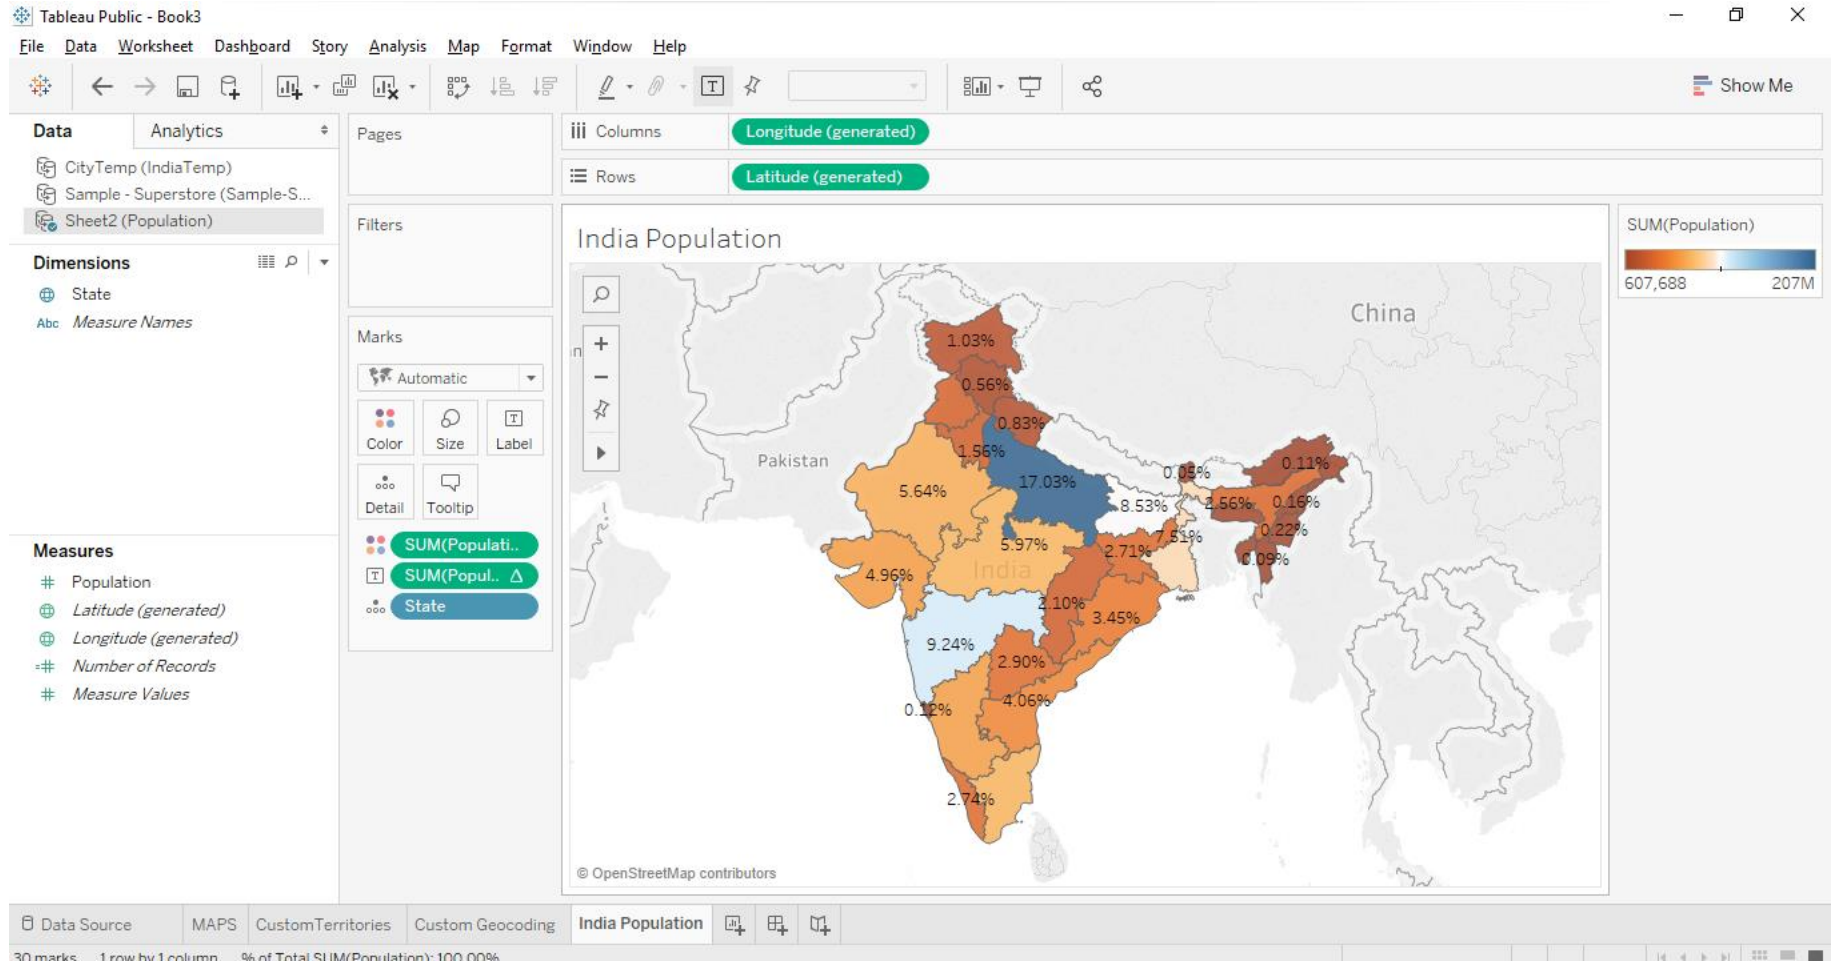 Tableau Public - Book3
File Data Worksheet Dashboard Story Analysis Map Format Window Help
Show Me
Data Analytics
CityTemp (IndiaTemp)
Sample - Superstore (Sample-S...
Sheet2 (Population)
Dimensions
State
Abc Measure Names
Measures
# Population
Latitude (generated)
Longitude (generated)
=# Number of Records
# Measure Values
Pages
Filters
Marks
Automatic
Color Size Label
Detail Tooltip
SUM(Populati..
SUM(Popul.. Δ
State
iii Columns Longitude (generated)
Rows Latitude (generated)
India Population
China
n
1.03%
0.56%
0.83%
Pakistan
1.56%
0.05%
0.11%
17.03%
5.64%
8.53%
2.56%
0.16%
0.22%
7.51%
5.97%
2.71%
0.09%
4.96%
India
2.10%
3.45%
9.24%
2.90%
4.06%
0.12%
2.74%
© OpenStreetMap contributors
SUM(Population)
607,688 207M
Data Source MAPS CustomTerritories Custom Geocoding India Population
30 marks 1 row by 1 column % of Total SUM(Population): 100.00%